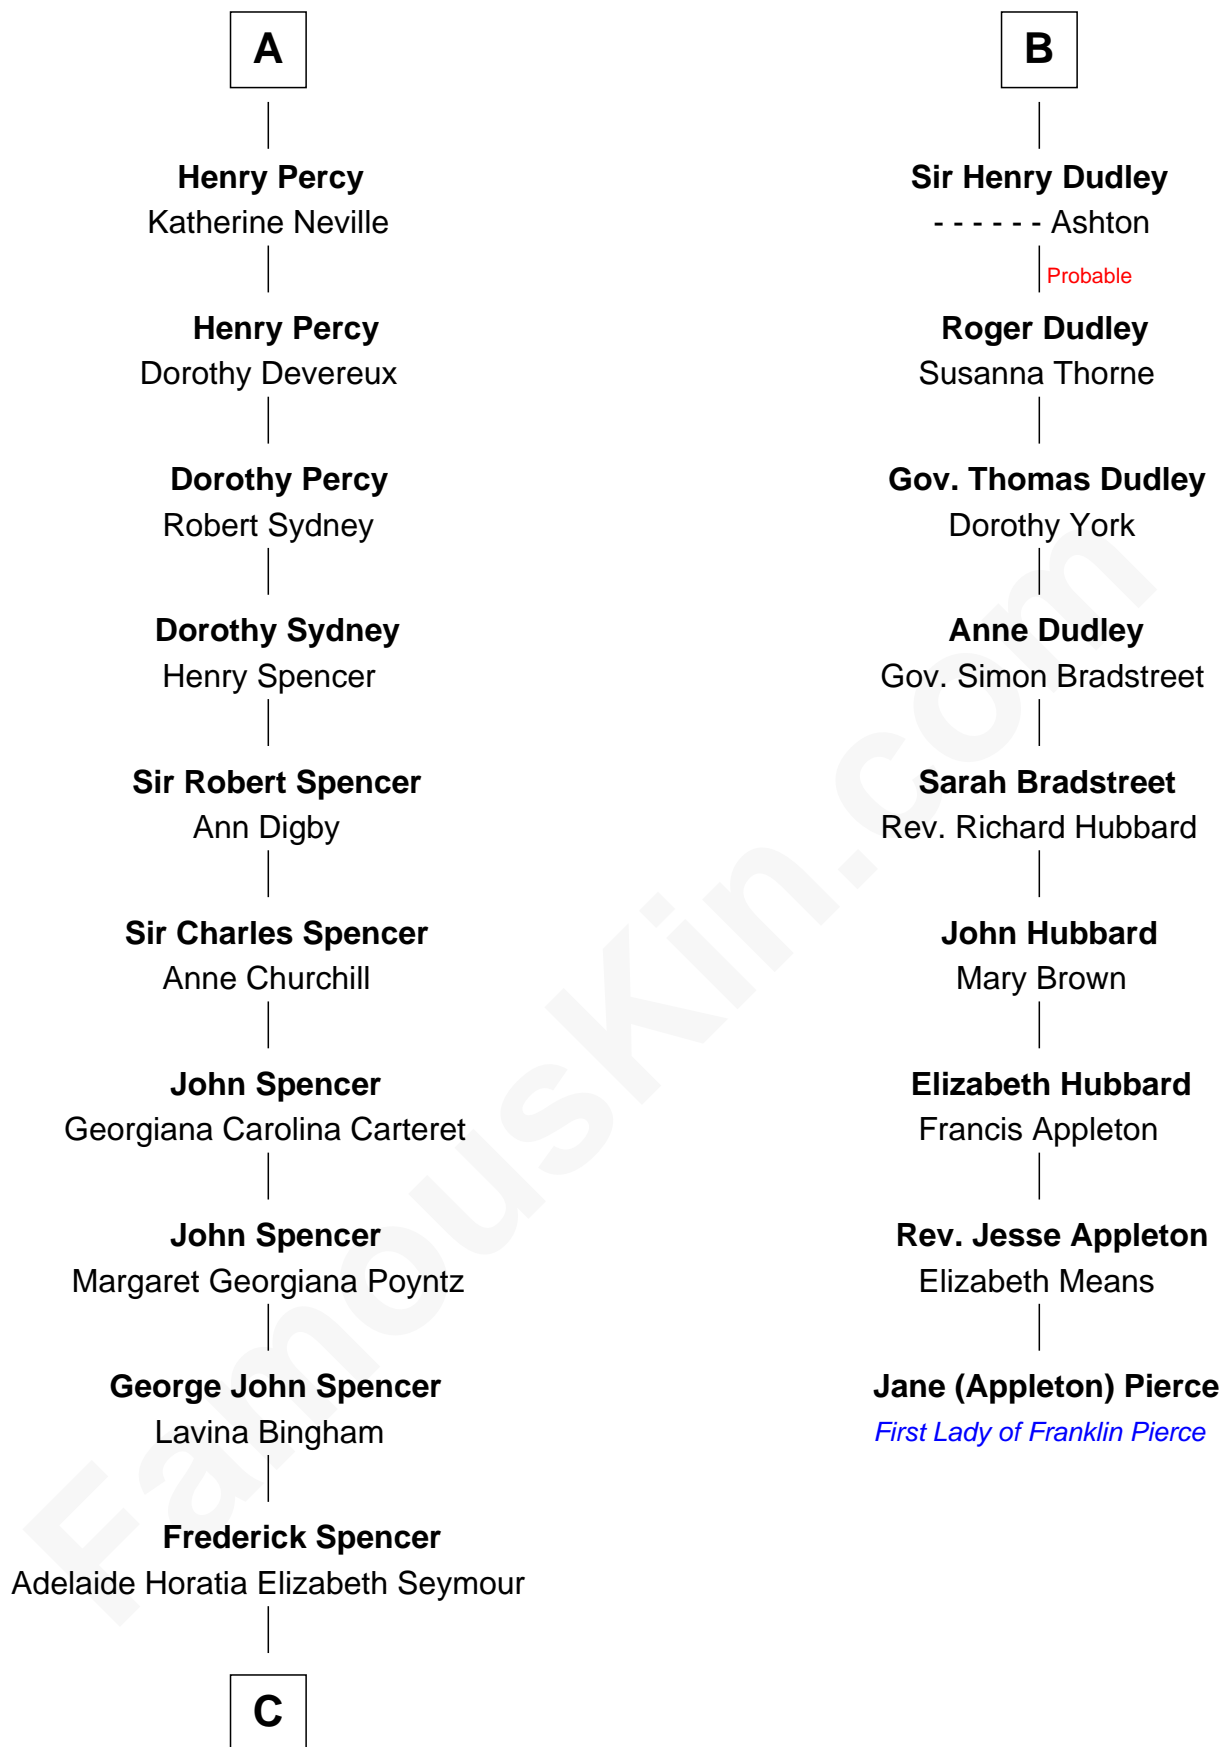 A
Henry Percy
Katherine Neville
Henry Percy
Dorothy Devereux
Dorothy Percy
Robert Sydney
Dorothy Sydney
Henry Spencer
Sir Robert Spencer
Ann Digby
Sir Charles Spencer
Anne Churchill
John Spencer
Georgiana Carolina Carteret
John Spencer
Margaret Georgiana Poyntz
George John Spencer
Lavina Bingham
Frederick Spencer
Adelaide Horatia Elizabeth Seymour
C
B
Sir Henry Dudley
- - - - - - Ashton
Probable
Roger Dudley
Susanna Thorne
Gov. Thomas Dudley
Dorothy York
Anne Dudley
Gov. Simon Bradstreet
Sarah Bradstreet
Rev. Richard Hubbard
John Hubbard
Mary Brown
Elizabeth Hubbard
Francis Appleton
Rev. Jesse Appleton
Elizabeth Means
Jane (Appleton) Pierce
First Lady of Franklin Pierce
FamousKin.com